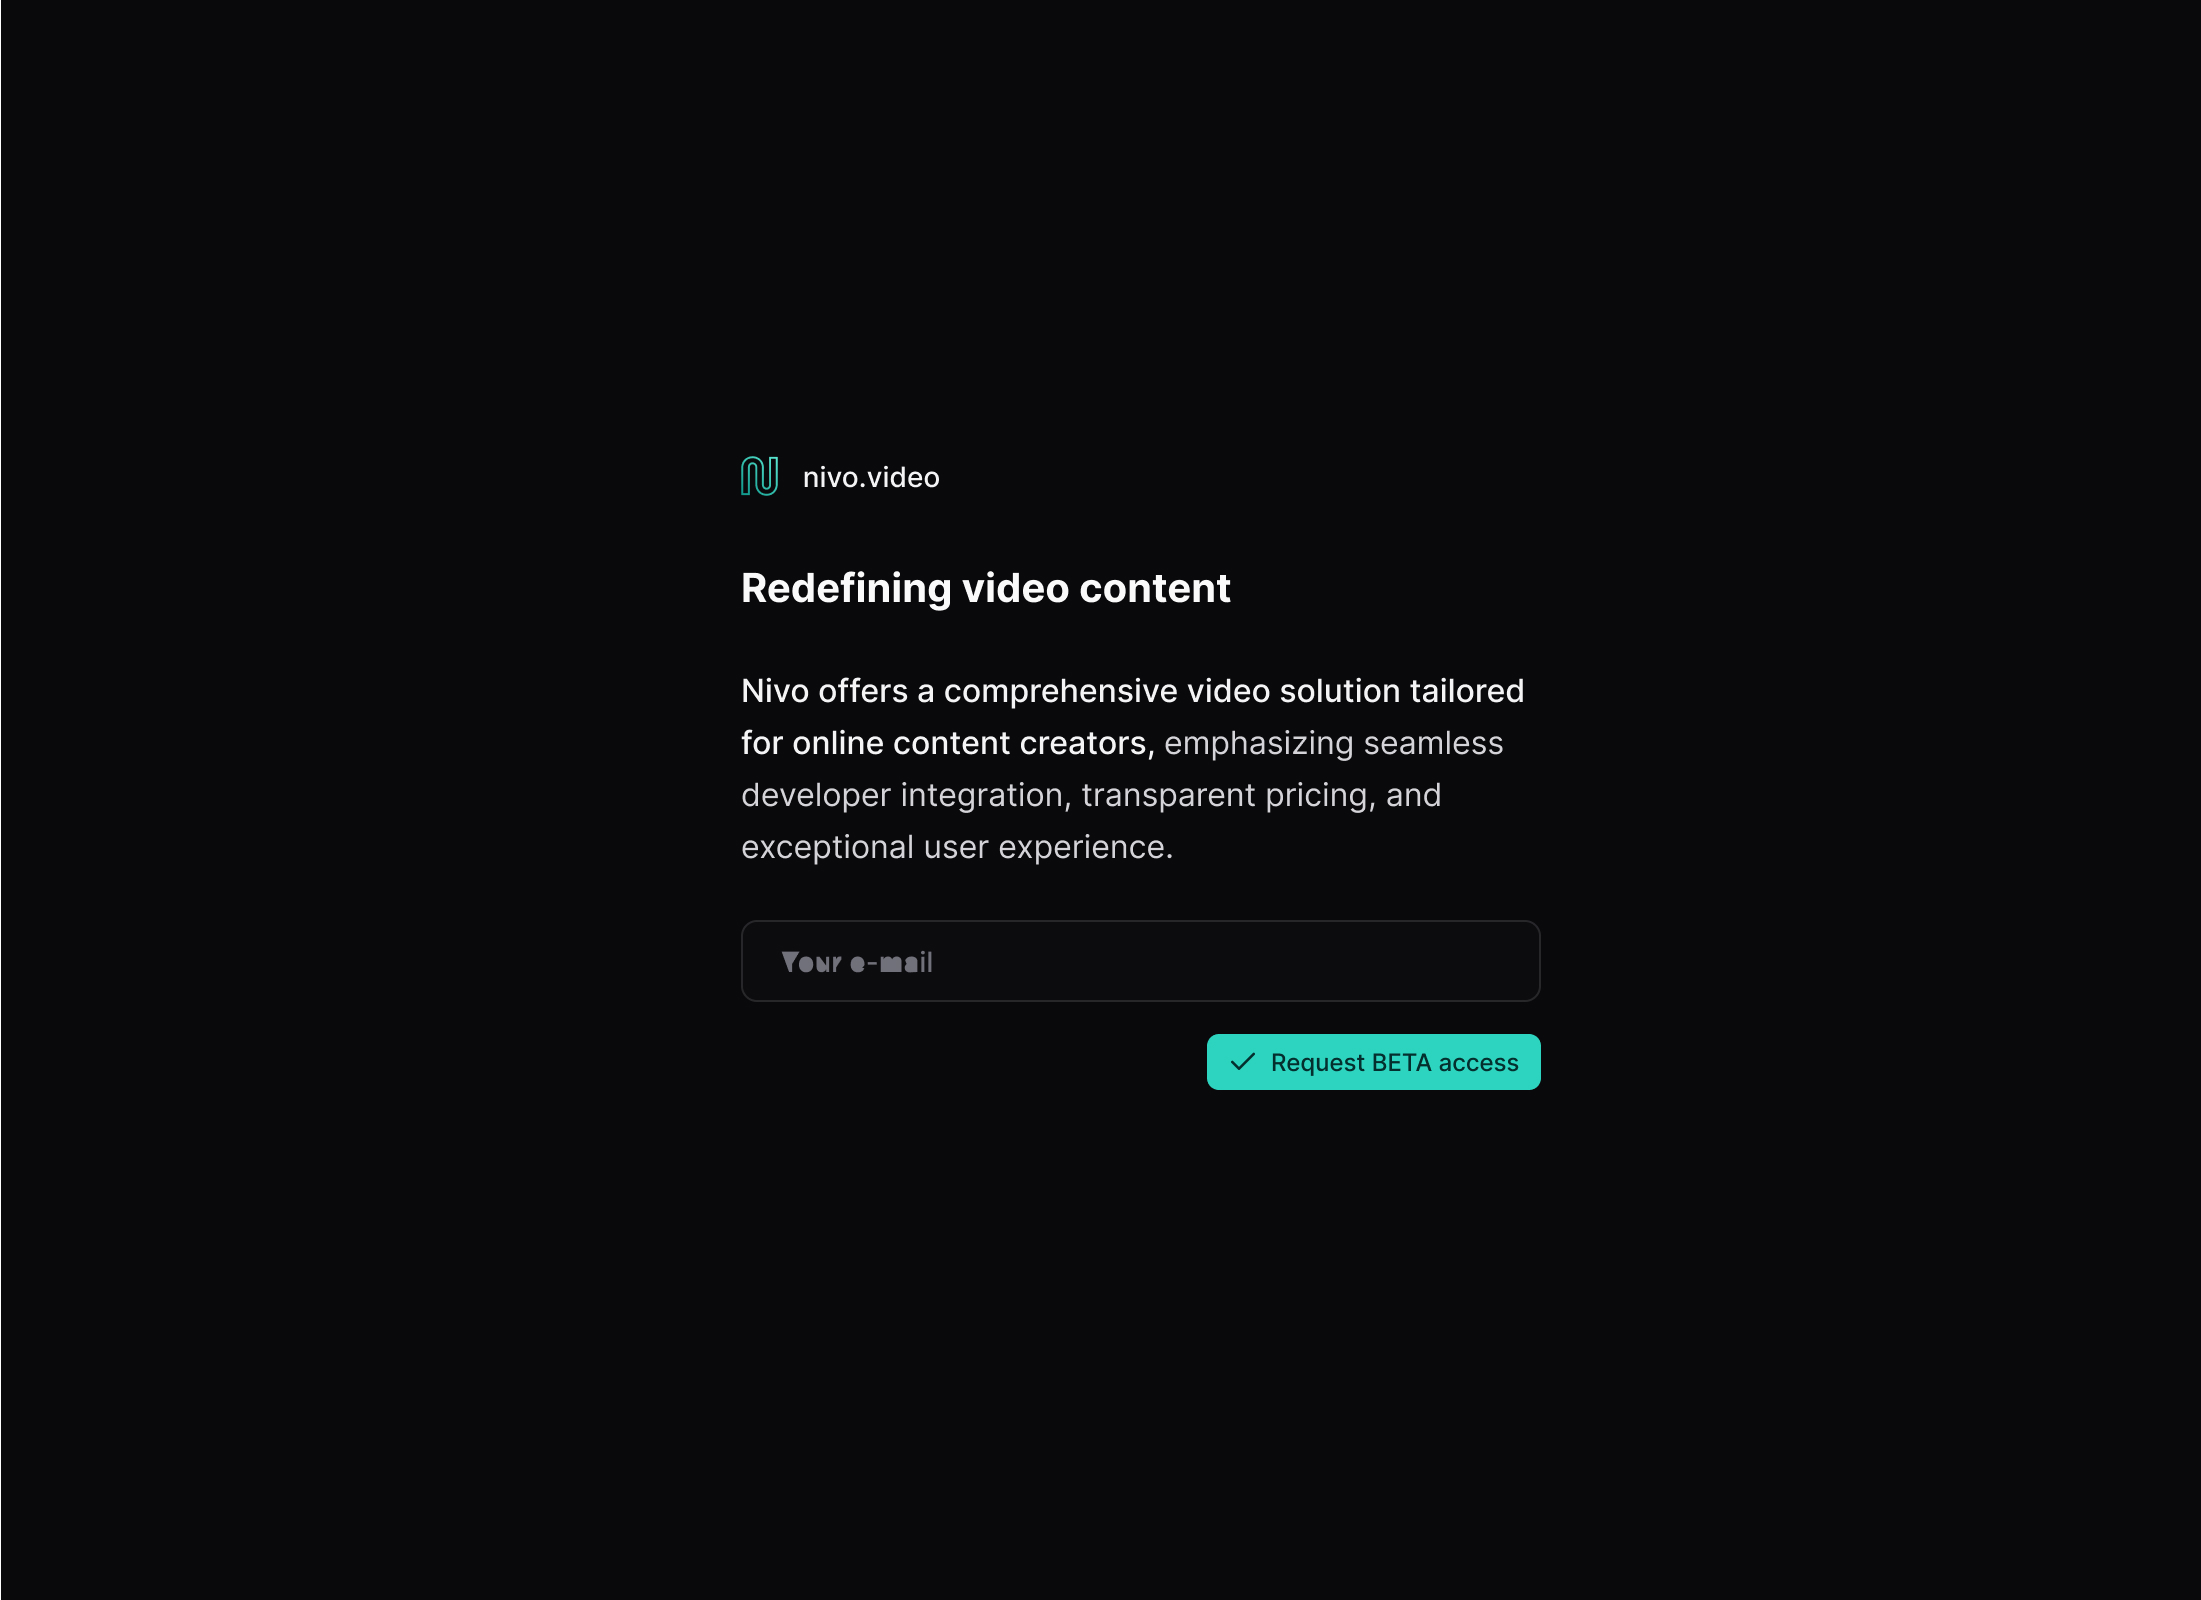 nivo.video
Redefining video content
Nivo offers a comprehensive video solution tailored
for online content creators, emphasizing seamless
developer integration, transparent pricing, and
exceptional user experience.
Your e-mail
Request BETA access